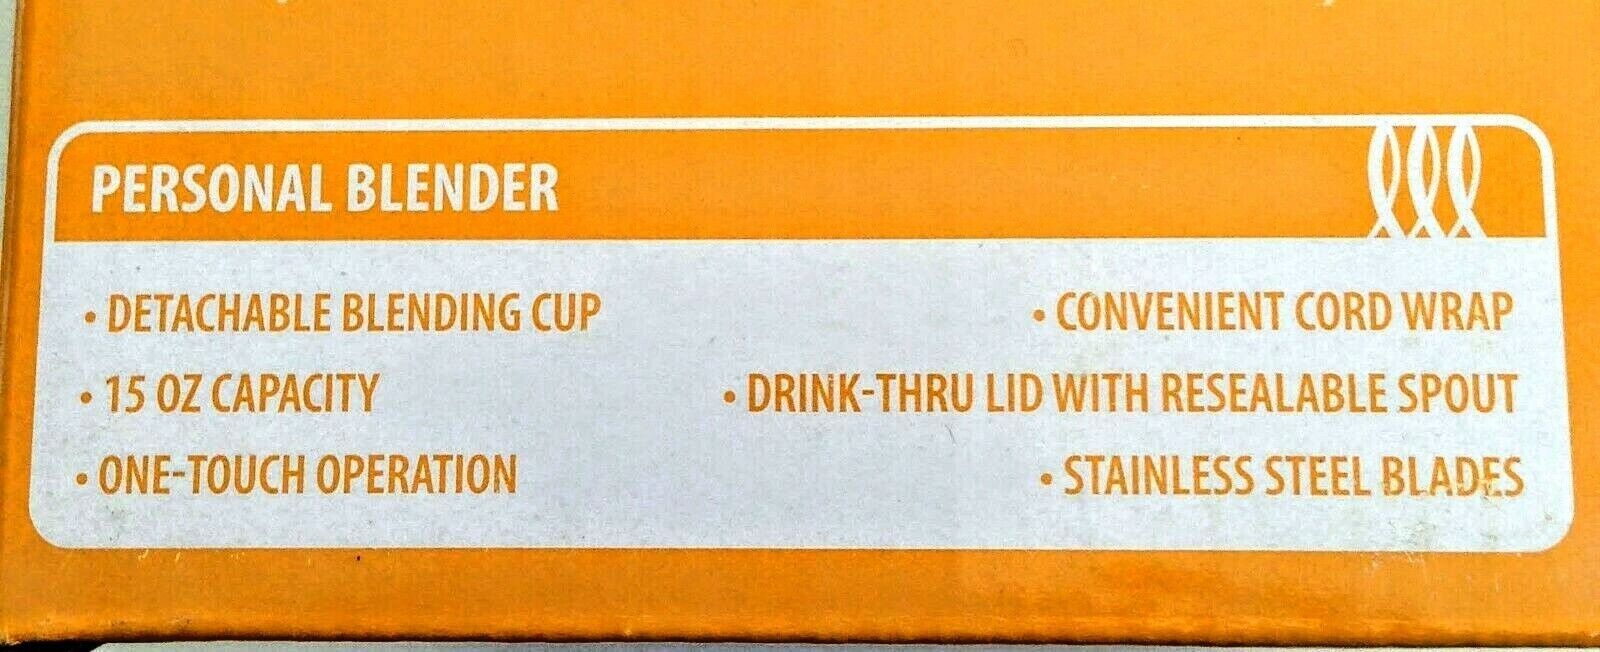 PERSONAL BLENDER
• DETACHABLE BLENDING CUP
• 15 OZ CAPACITY
• ONE-TOUCH OPERATION
• CONVENIENT CORD WRAP
• DRINK-THRU LID WITH RESEALABLE SPOUT
• STAINLESS STEEL BLADES